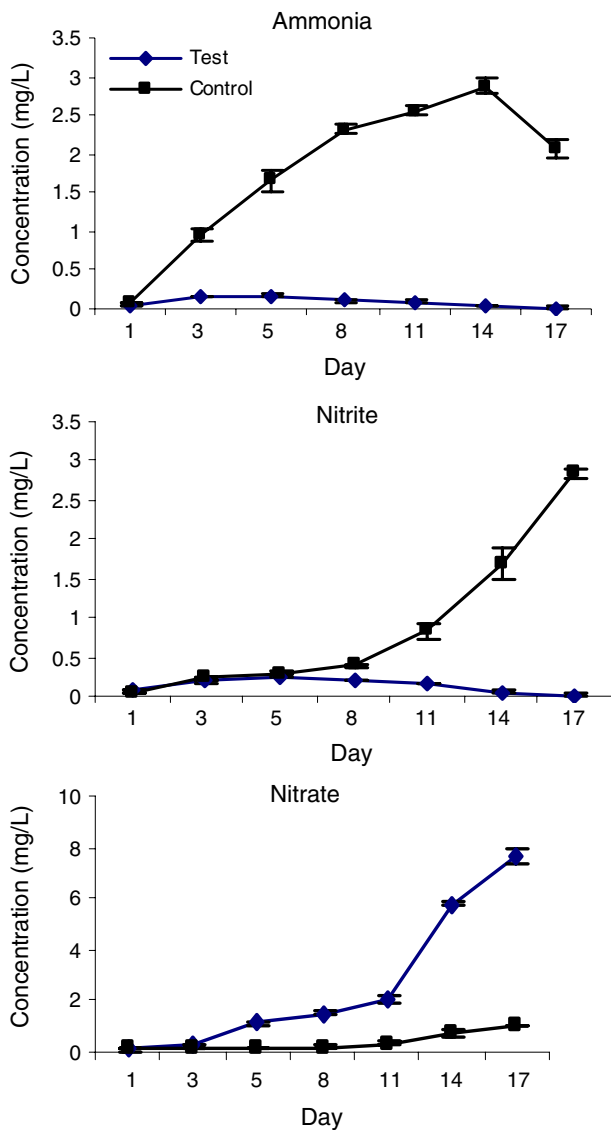 Ammonia
Concentration (mg/L)
3.5
3
2.5
2
1.5
1
0.5
0
Test
Control
1 3 5 8 11 14 17
Day
Nitrite
Concentration (mg/L)
3.5
3
2.5
2
1.5
1
0.5
0
1 3 5 8 11 14 17
Day
Nitrate
Concentration (mg/L)
10
8
6
4
2
0
1 3 5 8 11 14 17
Day